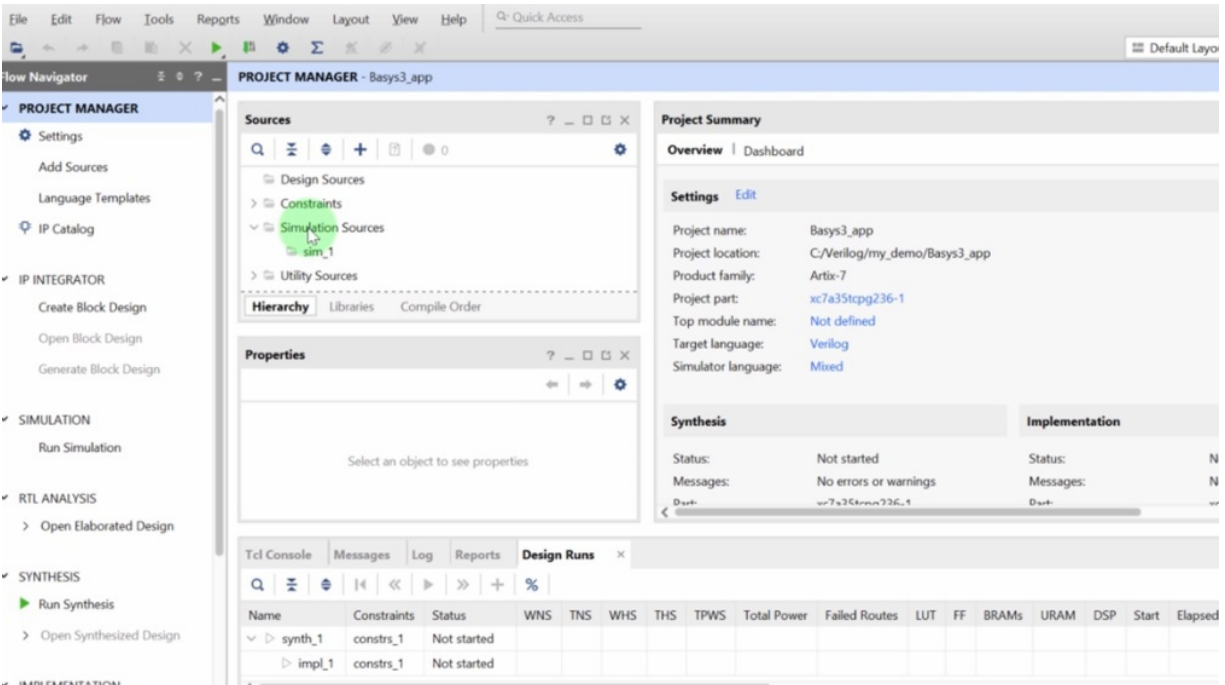 File Edit Flow Tools Reports Window Layout View Help Quick Access
Default Layou
Flow Navigator ? _
PROJECT MANAGER - Basys3_app
PROJECT MANAGER
Settings
Add Sources
Language Templates
IP Catalog
IP INTEGRATOR
Create Block Design
Open Block Design
Generate Block Design
SIMULATION
Run Simulation
RTL ANALYSIS
Open Elaborated Design
SYNTHESIS
Run Synthesis
Open Synthesized Design
IMPLEMENTATION
Sources
0
Design Sources
Constraints
Simulation Sources
sim_1
Utility Sources
Hierarchy Libraries Compile Order
Properties
Select an object to see properties
Project Summary
Overview | Dashboard
Settings Edit
Project name: Basys3_app
Project location: C:/Verilog/my_demo/Basys3_app
Product family: Artix-7
Project part: xc7a35tcpg236-1
Top module name: Not defined
Target language: Verilog
Simulator language: Mixed
Synthesis Implementation
Status: Not started Status: N
Messages: No errors or warnings Messages: N
Part: xc7a35tcpg236-1 Part:
Tcl Console Messages Log Reports Design Runs
Name Constraints Status WNS TNS WHS THS TPWS Total Power Failed Routes LUT FF BRAMs URAM DSP Start Elapsed
synth_1 constrs_1 Not started
impl_1 constrs_1 Not started